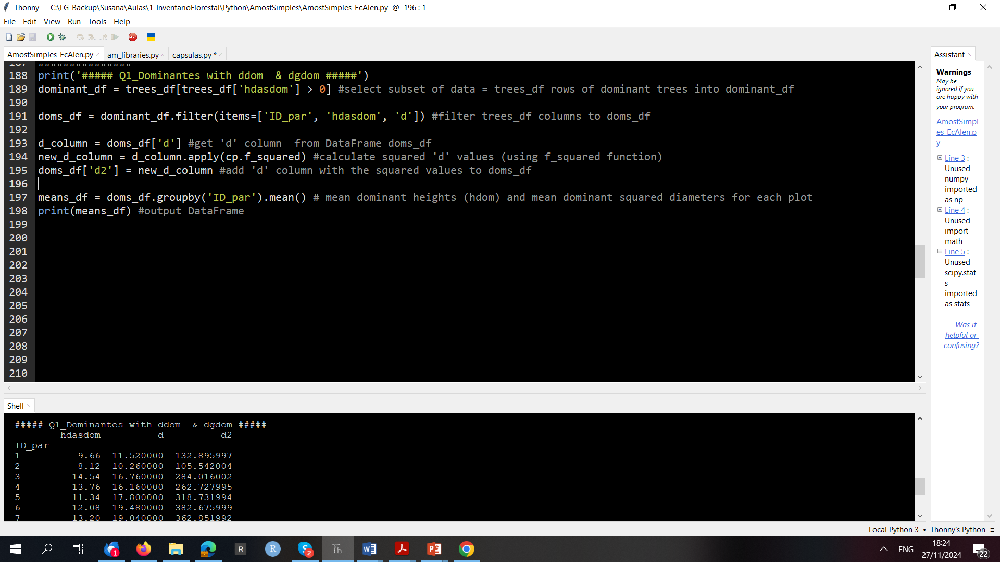 Thonny - C:\LG_Backup\Susana\Aulas\1_InventarioFlorestal\Python\AmostSimples\AmostSimples_EcAlen.py @ 196 : 1
File Edit View Run Tools Help
STOP
AmostSimples_EcAlen.py × am_libraries.py × capsulas.py * ×
187 ###############
188 print('##### Q1_Dominantes with ddom  & dgdom #####')
189 dominant_df = trees_df[trees_df['hdasdom'] > 0] #select subset of data = trees_df rows of dominant trees into dominant_df
190
191 doms_df = dominant_df.filter(items=['ID_par', 'hdasdom', 'd']) #filter trees_df columns to doms_df
192
193 d_column = doms_df['d'] #get 'd' column  from DataFrame doms_df
194 new_d_column = d_column.apply(cp.f_squared) #calculate squared 'd' values (using f_squared function)
195 doms_df['d2'] = new_d_column #add 'd' column with the squared values to doms_df
196
197 means_df = doms_df.groupby('ID_par').mean() # mean dominant heights (hdom) and mean dominant squared diameters for each plot
198 print(means_df) #output DataFrame
199
200
201
202
203
204
205
206
207
208
209
210
Shell ×
##### Q1_Dominantes with ddom  & dgdom #####
hdasdom d d2
ID_par
1 9.66 11.520000 132.895997
2 8.12 10.260000 105.542004
3 14.54 16.760000 284.016002
4 13.76 16.160000 262.727995
5 11.34 17.800000 318.731994
6 12.08 19.480000 382.675999
7 13.20 19.040000 362.851992
Assistant ×
Warnings
May be
ignored if you
are happy with
your program.
AmostSimpl
es_EcAlen.p
y
Line 3 :
Unused
numpy
imported
as np
Line 4 :
Unused
import
math
Line 5 :
Unused
scipy.stat
s
imported
as stats
Was it
helpful or
confusing?
Local Python 3 • Thonny's Python ≡
1
R
R
2
Th
W
P
ENG
18:24
27/11/2024
22